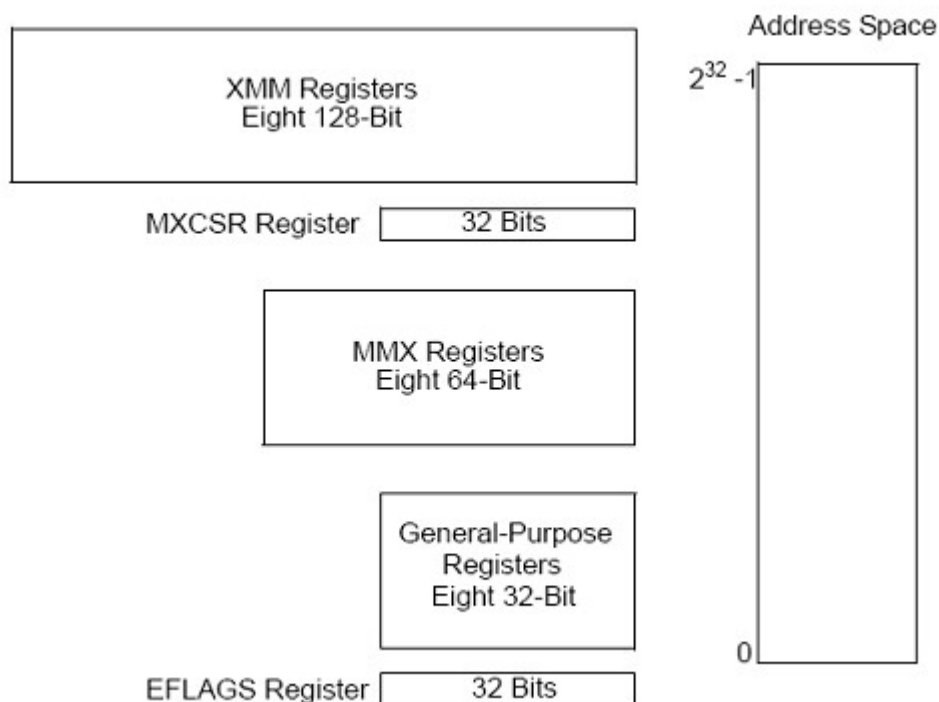 Address Space
2^32 -1
XMM Registers
Eight 128-Bit
MXCSR Register
32 Bits
MMX Registers
Eight 64-Bit
General-Purpose
Registers
Eight 32-Bit
0
EFLAGS Register
32 Bits